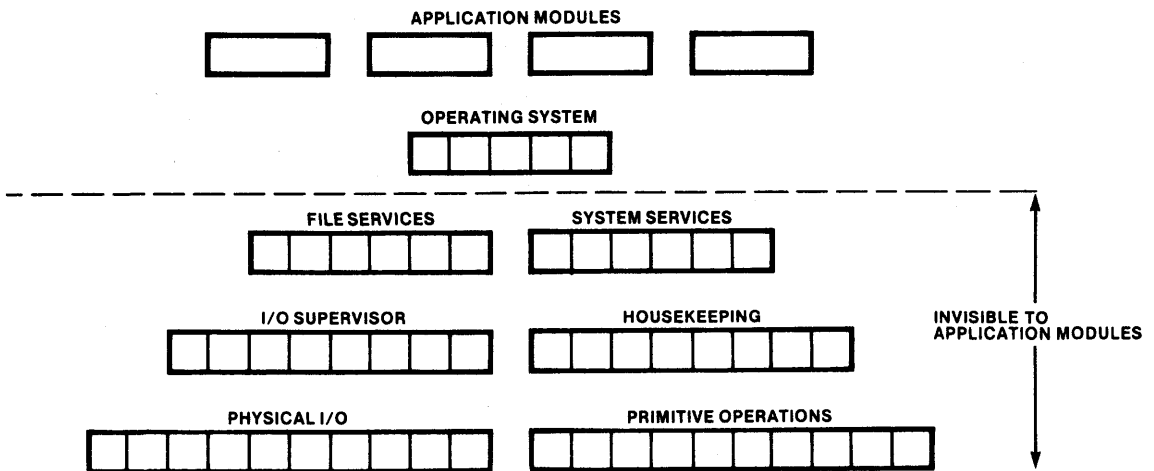 APPLICATION MODULES
OPERATING SYSTEM
FILE SERVICES
SYSTEM SERVICES
I/O SUPERVISOR
HOUSEKEEPING
INVISIBLE TO
APPLICATION MODULES
PHYSICAL I/O
PRIMITIVE OPERATIONS